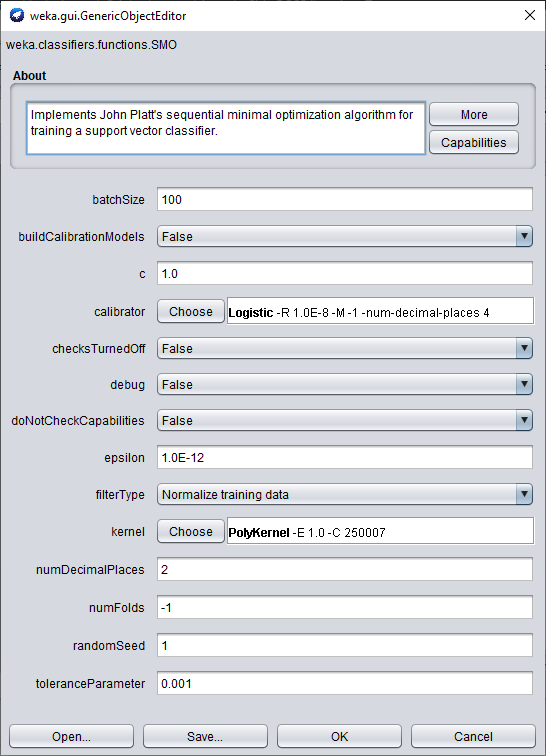 weka.gui.GenericObjectEditor
weka.classifiers.functions.SMO
About
Implements John Platt's sequential minimal optimization algorithm for
training a support vector classifier.
More
Capabilities
batchSize 100
buildCalibrationModels False
c 1.0
calibrator Choose Logistic -R 1.0E-8 -M -1 -num-decimal-places 4
checksTurnedOff False
debug False
doNotCheckCapabilities False
epsilon 1.0E-12
filterType Normalize training data
kernel Choose PolyKernel -E 1.0 -C 250007
numDecimalPlaces 2
numFolds -1
randomSeed 1
toleranceParameter 0.001
Open... Save... OK Cancel